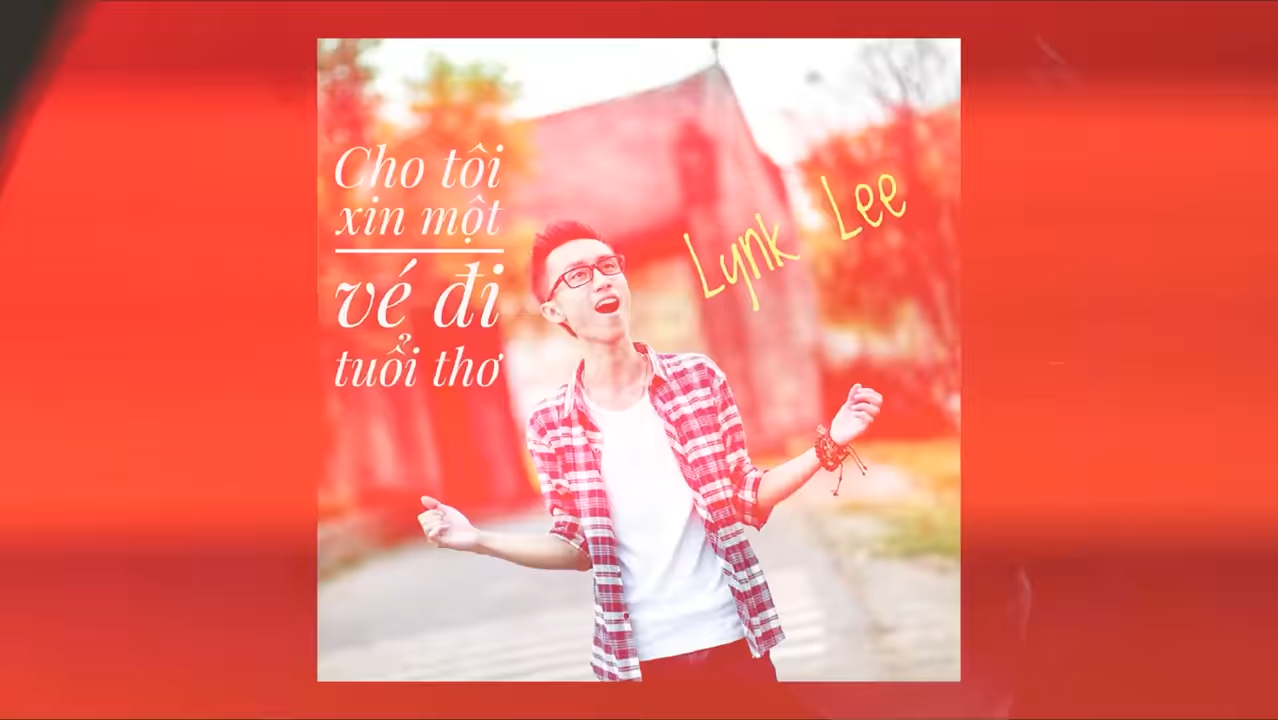 Cho tôi
xin một
vé đi
tuổi thơ
Lynk Lee